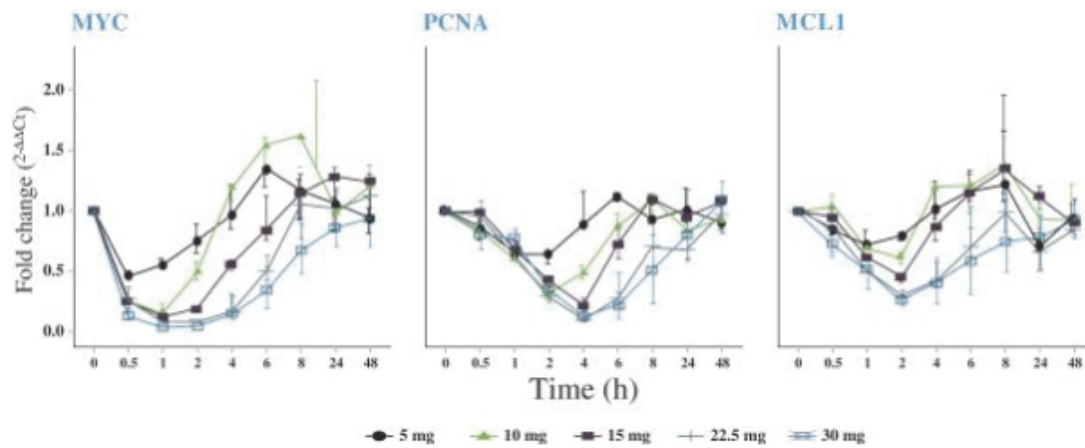 MYC PCNA MCL1
Fold change (2-ΔΔCt)
2.0
1.5
1.0
0.5
0.0
0 0.5 1 2 4 6 8 24 48 0 0.5 1 2 4 6 8 24 48 0 0.5 1 2 4 6 8 24 48
Time (h)
5 mg 10 mg 15 mg 22.5 mg 30 mg